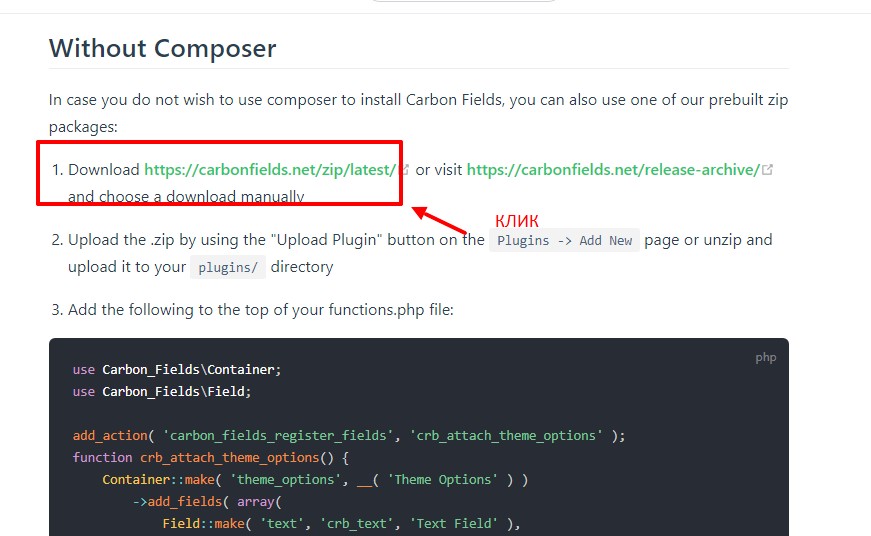 Without Composer
In case you do not wish to use composer to install Carbon Fields, you can also use one of our prebuilt zip
packages:
1. Download https://carbonfields.net/zip/latest/ or visit https://carbonfields.net/release-archive/
and choose a download manually
КЛИК
2. Upload the .zip by using the "Upload Plugin" button on the Plugins -> Add New page or unzip and
upload it to your plugins/ directory
3. Add the following to the top of your functions.php file:
php
use Carbon_Fields\Container;
use Carbon_Fields\Field;
add_action( 'carbon_fields_register_fields', 'crb_attach_theme_options' );
function crb_attach_theme_options() {
Container::make( 'theme_options', __( 'Theme Options' ) )
->add_fields( array(
Field::make( 'text', 'crb_text', 'Text Field' ),